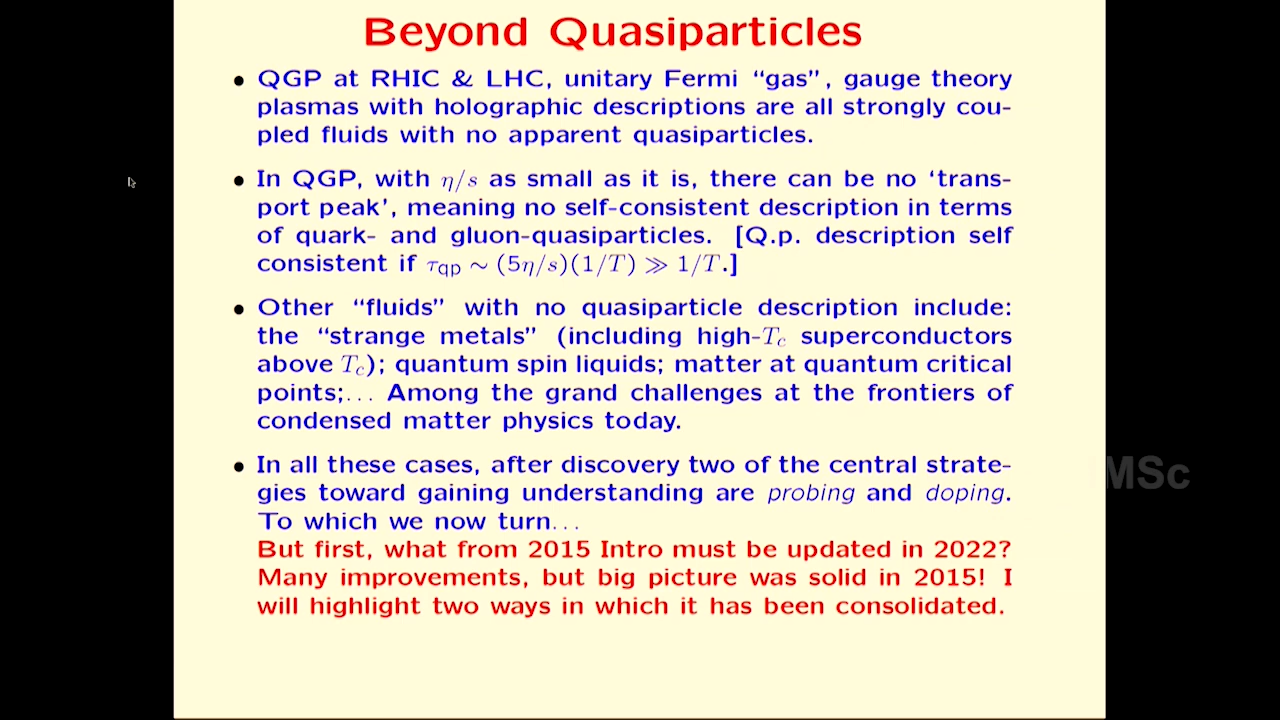 Beyond Quasiparticles
• QGP at RHIC & LHC, unitary Fermi “gas”, gauge theory
plasmas with holographic descriptions are all strongly cou-
pled fluids with no apparent quasiparticles.
• In QGP, with η/s as small as it is, there can be no ‘trans-
port peak’, meaning no self-consistent description in terms
of quark- and gluon-quasiparticles. [Q.p. description self
consistent if τqp ∼ (5η/s)(1/T) ≫ 1/T.]
• Other “fluids” with no quasiparticle description include:
the “strange metals” (including high-Tc superconductors
above Tc); quantum spin liquids; matter at quantum critical
points;... Among the grand challenges at the frontiers of
condensed matter physics today.
• In all these cases, after discovery two of the central strate-
gies toward gaining understanding are probing and doping.
To which we now turn...
But first, what from 2015 Intro must be updated in 2022?
Many improvements, but big picture was solid in 2015! I
will highlight two ways in which it has been consolidated.
MSc